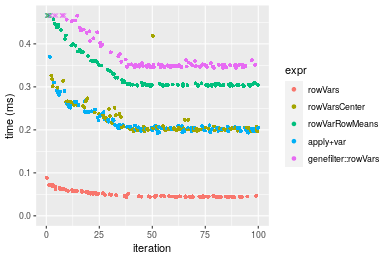 0.4
0.3
0.2
0.1
0.0
time (ms)
0
25
50
75
100
iteration
expr
rowVars
rowVarsCenter
rowVarRowMeans
apply+var
genefilter::rowVars